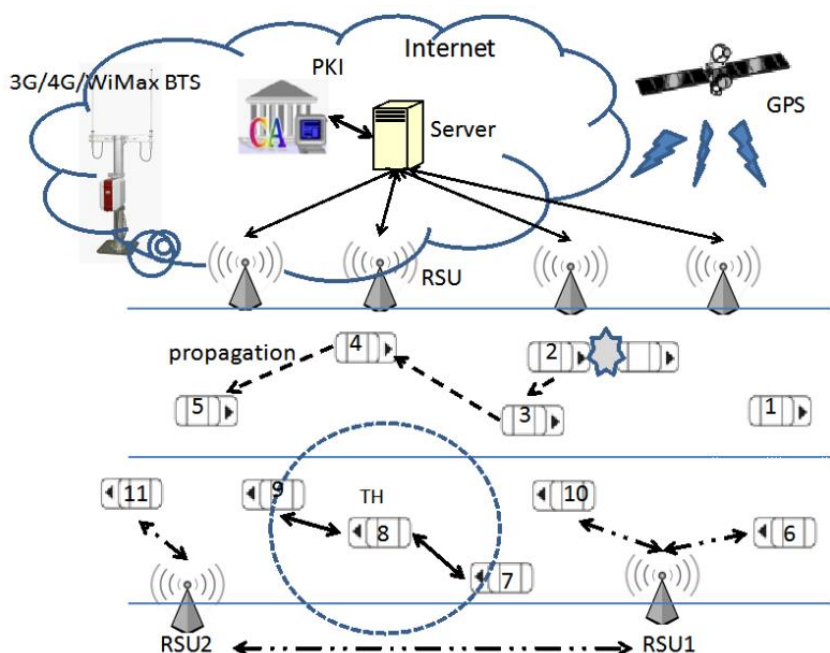 Internet
PKI
3G/4G/WiMax BTS
CA
Server
GPS
RSU
propagation
4
2
5
3
1
11
9
TH
10
8
6
7
RSU2
RSU1